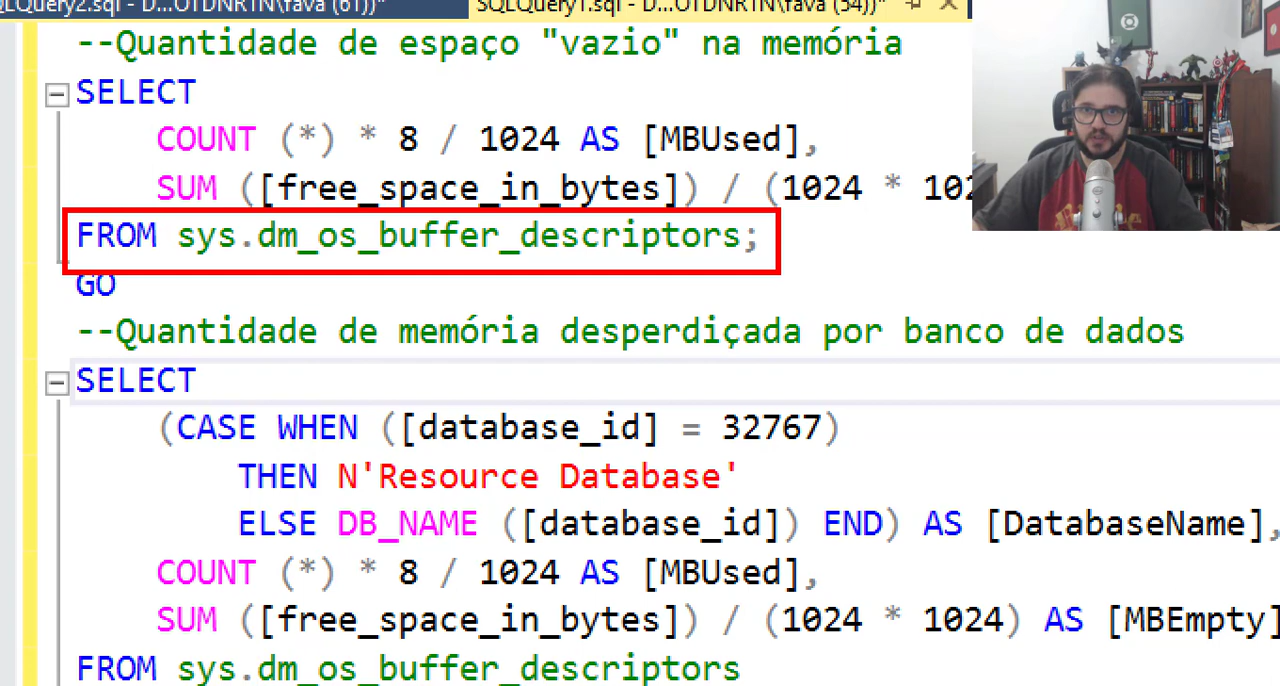 SQLQuery2.sql - D...OTDNRTN\fava (61))* SQLQuery1.sql - D...OTDNRTN\fava (54))*
--Quantidade de espaço "vazio" na memória
SELECT
COUNT (*) * 8 / 1024 AS [MBUsed],
SUM ([free_space_in_bytes]) / (1024 * 102
FROM sys.dm_os_buffer_descriptors;
GO
--Quantidade de memória desperdiçada por banco de dados
SELECT
(CASE WHEN ([database_id] = 32767)
THEN N'Resource Database'
ELSE DB_NAME ([database_id]) END) AS [DatabaseName],
COUNT (*) * 8 / 1024 AS [MBUsed],
SUM ([free_space_in_bytes]) / (1024 * 1024) AS [MBEmpty]
FROM sys.dm_os_buffer_descriptors